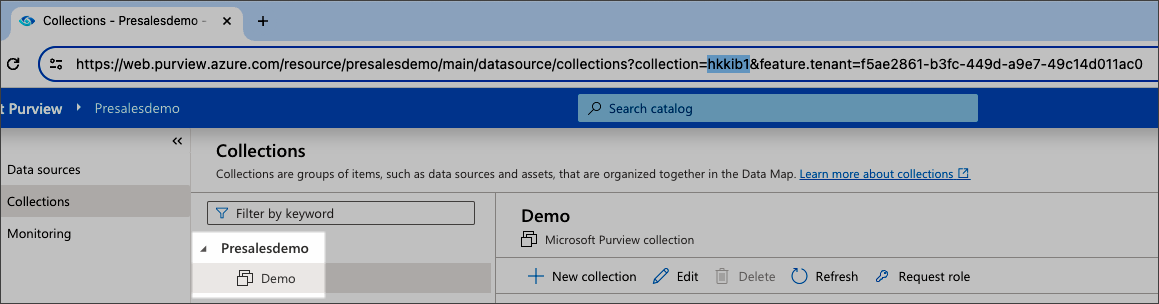 Collections - Presalesdemo -
https://web.purview.azure.com/resource/presalesdemo/main/datasource/collections?collection=hkkib1&feature.tenant=f5ae2861-b3fc-449d-a9e7-49c14d011ac0
t Purview
Presalesdemo
Search catalog
Data sources
Collections
Monitoring
Collections
Collections are groups of items, such as data sources and assets, that are organized together in the Data Map. Learn more about collections
Filter by keyword
Presalesdemo
Demo
Demo
Microsoft Purview collection
New collection
Edit
Delete
Refresh
Request role